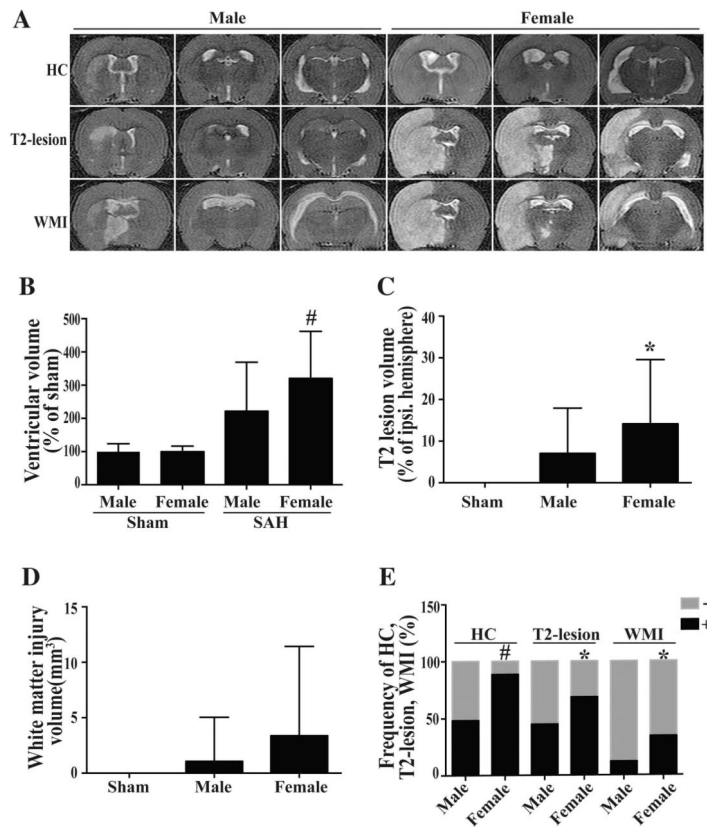 A
Male
Female
HC
T2-lesion
WMI
B
Ventricular volume
(% of sham)
500
400
300
200
100
0
#
Male
Female
Male
Female
Sham
SAH
C
T2 lesion volume
(% of ipsi. hemisphere)
40
30
20
10
0
*
Sham
Male
Female
D
White matter injury
volume(mm³)
15
10
5
0
Sham
Male
Female
E
Frequency of HC,
T2-lesion, WMI (%)
150
100
50
0
-
+
HC
T2-lesion
WMI
#
*
*
Male
Female
Male
Female
Male
Female